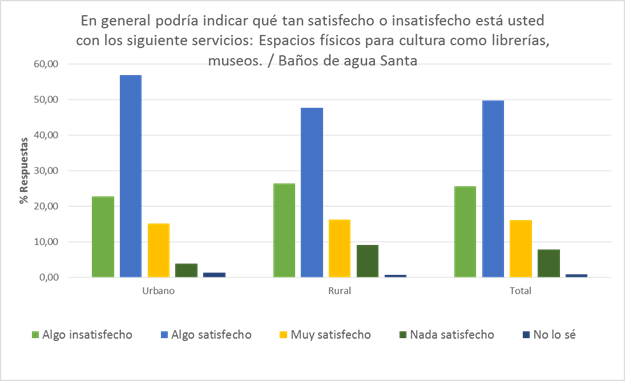 En general podría indicar qué tan satisfecho o insatisfecho está usted
con los siguiente servicios: Espacios físicos para cultura como librerías,
museos. / Baños de agua Santa
% Respuestas
60,00
50,00
40,00
30,00
20,00
10,00
0,00
Urbano Rural Total
Algo insatisfecho Algo satisfecho Muy satisfecho Nada satisfecho No lo sé